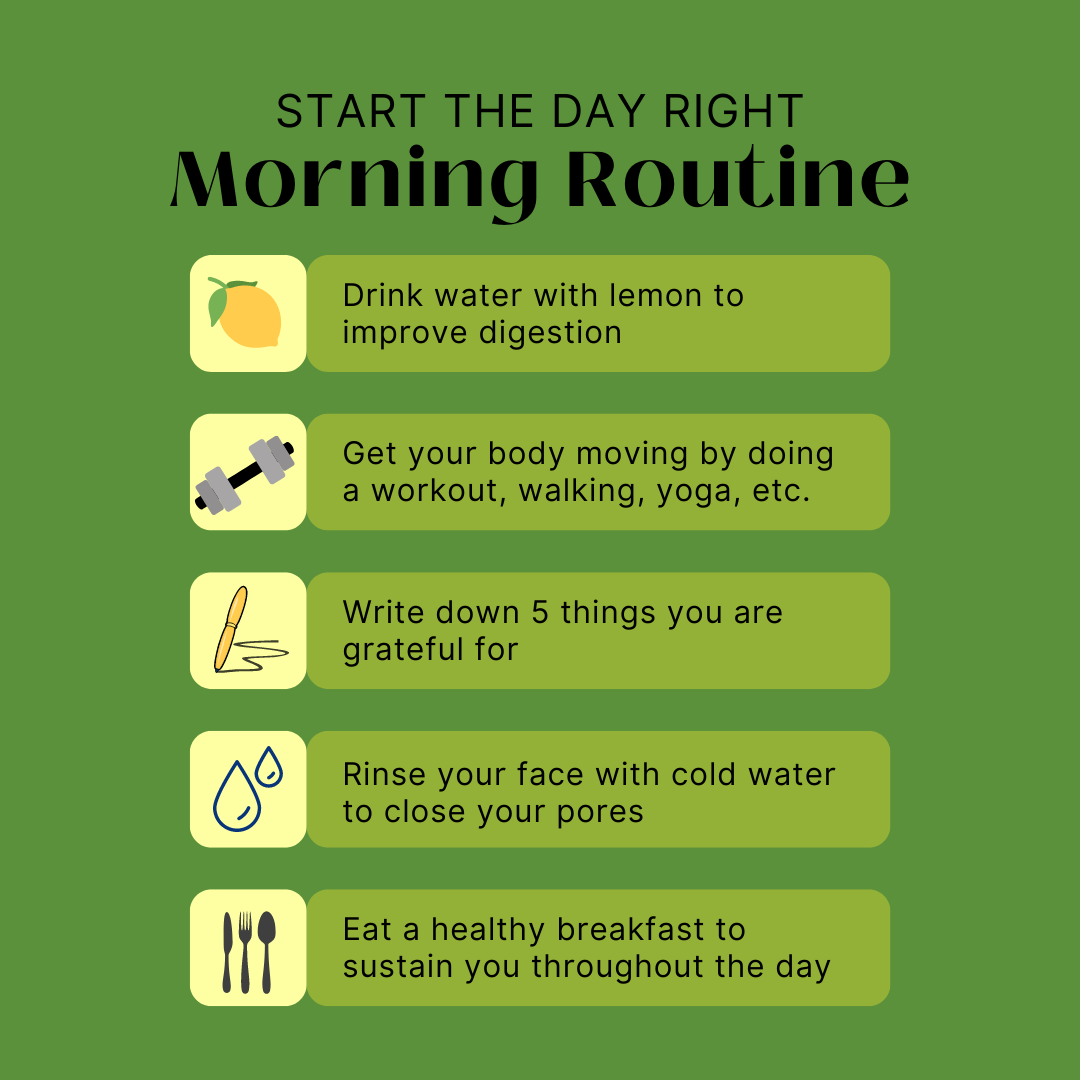 START THE DAY RIGHT
Morning Routine
Drink water with lemon to
improve digestion
Get your body moving by doing
a workout, walking, yoga, etc.
Write down 5 things you are
grateful for
Rinse your face with cold water
to close your pores
Eat a healthy breakfast to
sustain you throughout the day